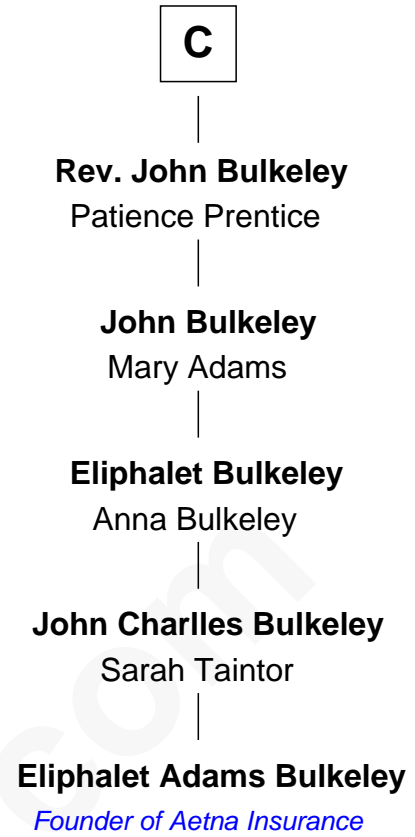 C
Rev. John Bulkeley
Patience Prentice
John Bulkeley
Mary Adams
Eliphalet Bulkeley
Anna Bulkeley
John Charlles Bulkeley
Sarah Taintor
Eliphalet Adams Bulkeley
Founder of Aetna Insurance
com